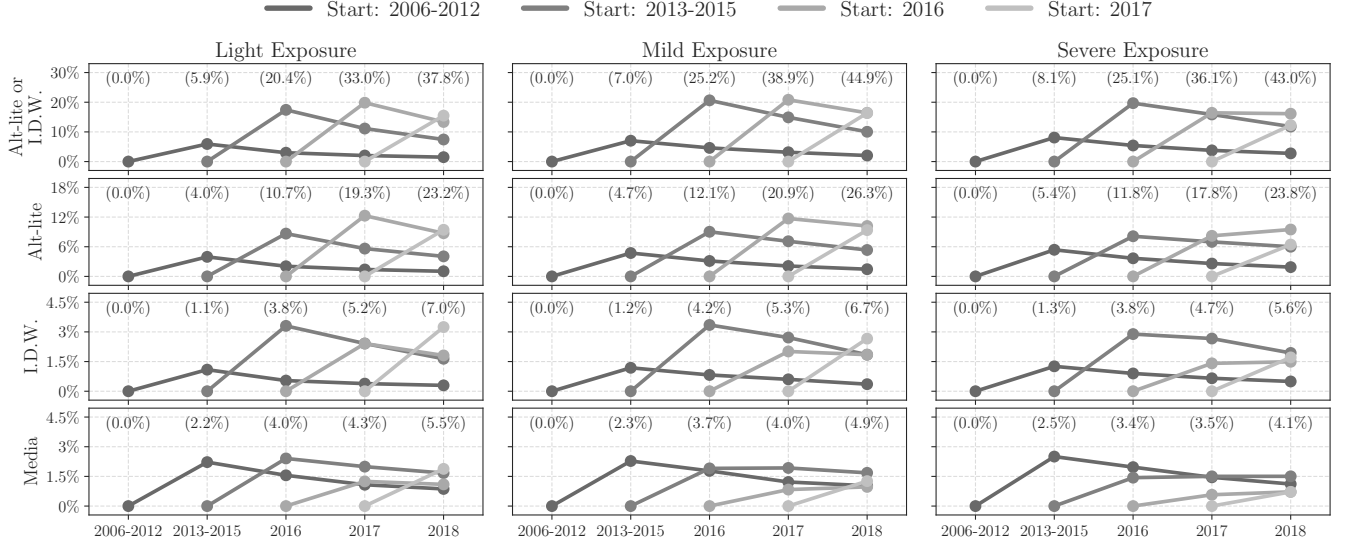 Start: 2006-2012 Start: 2013-2015 Start: 2016 Start: 2017
Light Exposure Mild Exposure Severe Exposure
Alt-lite or
I.D.W.
30%
20%
10%
0%
(0.0%) (5.9%) (20.4%) (33.0%) (37.8%)
(0.0%) (7.0%) (25.2%) (38.9%) (44.9%)
(0.0%) (8.1%) (25.1%) (36.1%) (43.0%)
Alt-lite
18%
12%
6%
0%
(0.0%) (4.0%) (10.7%) (19.3%) (23.2%)
(0.0%) (4.7%) (12.1%) (20.9%) (26.3%)
(0.0%) (5.4%) (11.8%) (17.8%) (23.8%)
I.D.W.
4.5%
3%
1.5%
0%
(0.0%) (1.1%) (3.8%) (5.2%) (7.0%)
(0.0%) (1.2%) (4.2%) (5.3%) (6.7%)
(0.0%) (1.3%) (3.8%) (4.7%) (5.6%)
Media
4.5%
3%
1.5%
0%
(0.0%) (2.2%) (4.0%) (4.3%) (5.5%)
(0.0%) (2.3%) (3.7%) (4.0%) (4.9%)
(0.0%) (2.5%) (3.4%) (3.5%) (4.1%)
2006-2012 2013-2015 2016 2017 2018
2006-2012 2013-2015 2016 2017 2018
2006-2012 2013-2015 2016 2017 2018